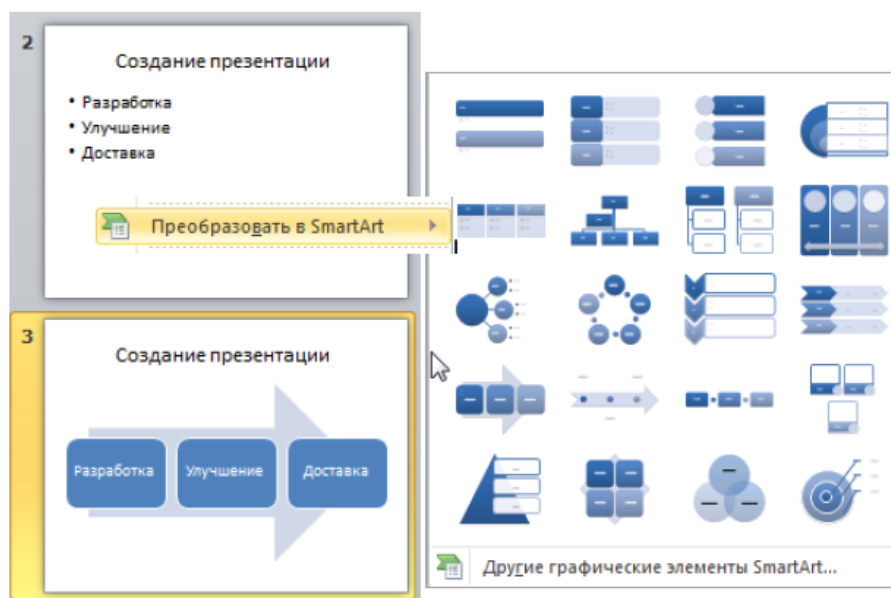 2
Создание презентации
• Разработка
• Улучшение
• Доставка
Преобразовать в SmartArt
3
Создание презентации
Разработка
Улучшение
Доставка
Другие графические элементы SmartArt...